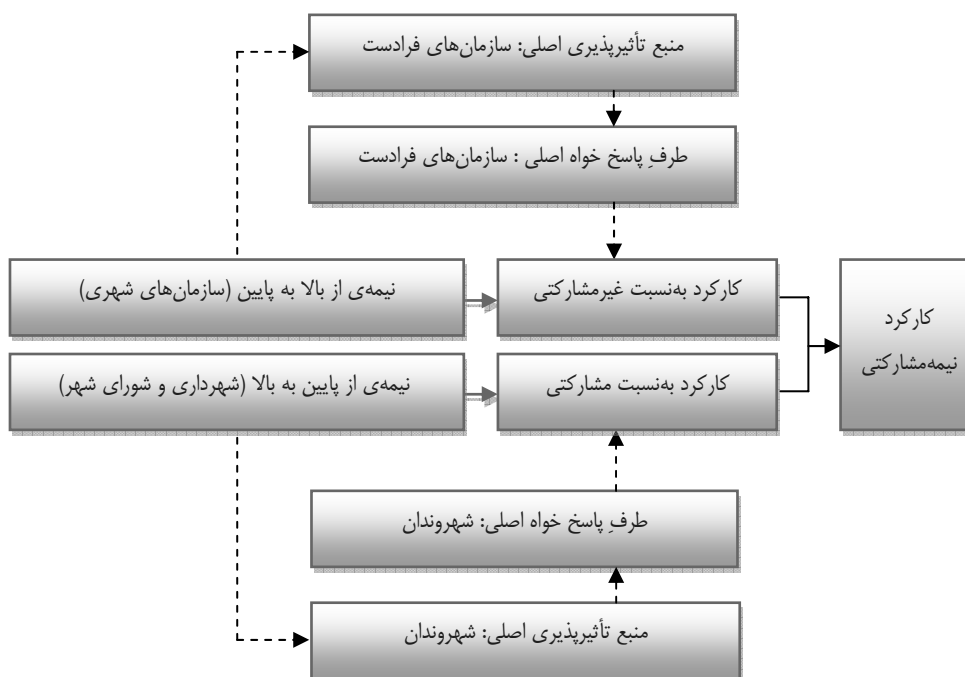 منبع تأثیرپذیری اصلی: سازمان‌های فرادست
طرفِ پاسخ خواه اصلی : سازمان‌های فرادست
نیمه‌ی از بالا به پایین (سازمان‌های شهری)
کارکرد به‌نسبت غیرمشارکتی
کارکرد
نیمه‌مشارکتی
نیمه‌ی از پایین به بالا (شهرداری و شورای شهر)
کارکرد به‌نسبت مشارکتی
طرفِ پاسخ خواه اصلی: شهروندان
منبع تأثیرپذیری اصلی: شهروندان